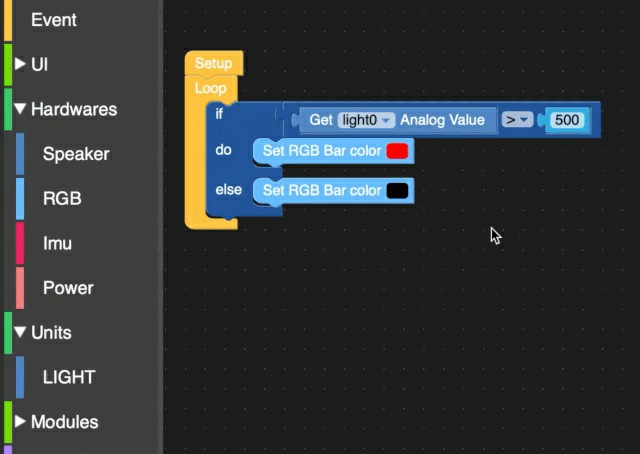 Event
UI
Hardwares
Speaker
RGB
Imu
Power
Units
LIGHT
Modules
Setup
Loop
if Get light0 Analog Value > 500
do Set RGB Bar color
else Set RGB Bar color